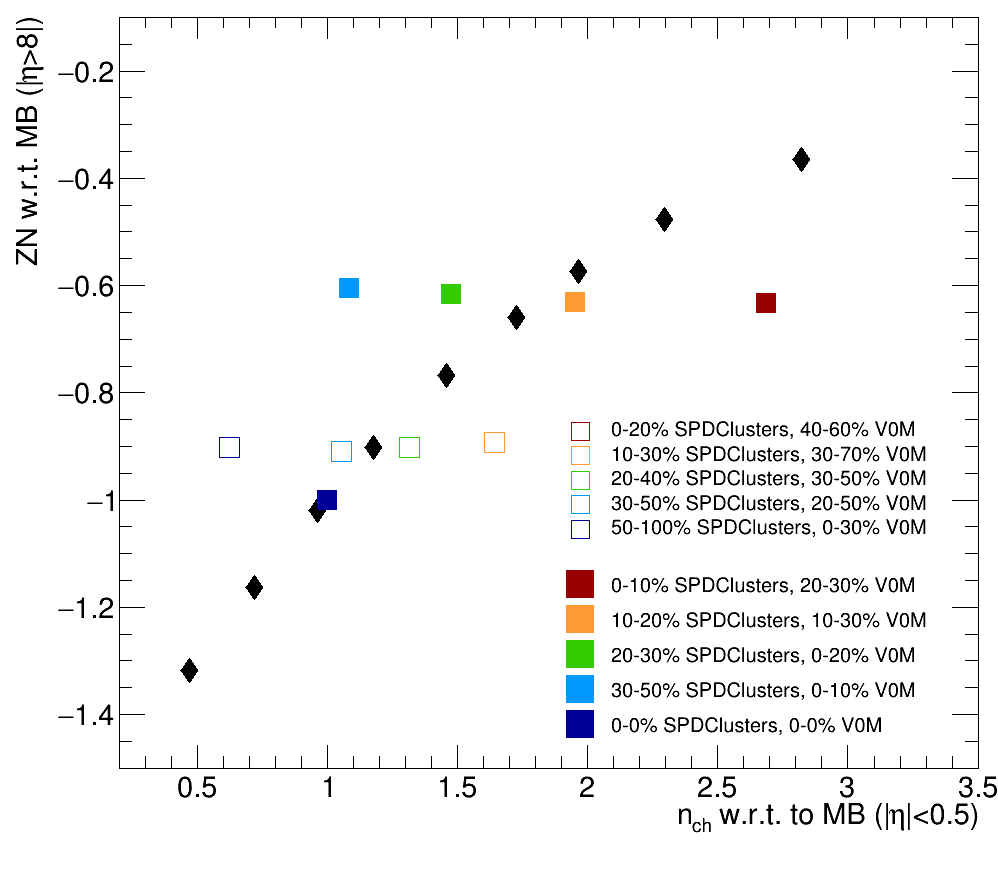 ZN w.r.t. MB (|η>8|)
−0.2
−0.4
−0.6
−0.8
−1
−1.2
−1.4
0-20% SPDClusters, 40-60% V0M
10-30% SPDClusters, 30-70% V0M
20-40% SPDClusters, 30-50% V0M
30-50% SPDClusters, 20-50% V0M
50-100% SPDClusters, 0-30% V0M
0-10% SPDClusters, 20-30% V0M
10-20% SPDClusters, 10-30% V0M
20-30% SPDClusters, 0-20% V0M
30-50% SPDClusters, 0-10% V0M
0-0% SPDClusters, 0-0% V0M
0.5 1 1.5 2 2.5 3 3.5
n_ch w.r.t. to MB (|η|<0.5)